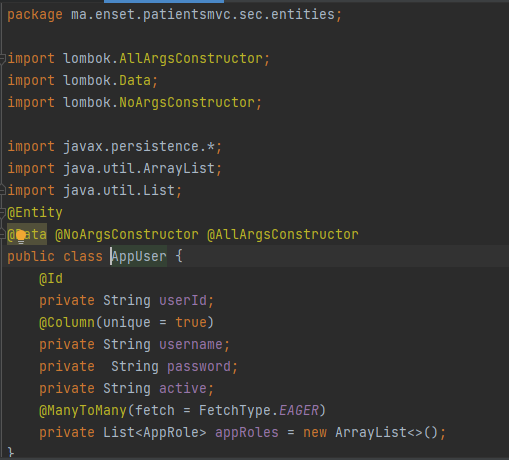 package ma.enset.patientsmvc.sec.entities;
import lombok.AllArgsConstructor;
import lombok.Data;
import lombok.NoArgsConstructor;
import javax.persistence.*;
import java.util.ArrayList;
import java.util.List;
@Entity
@Data @NoArgsConstructor @AllArgsConstructor
public class AppUser {
@Id
private String userId;
@Column(unique = true)
private String username;
private  String password;
private String active;
@ManyToMany(fetch = FetchType.EAGER)
private List<AppRole> appRoles = new ArrayList<>();
}